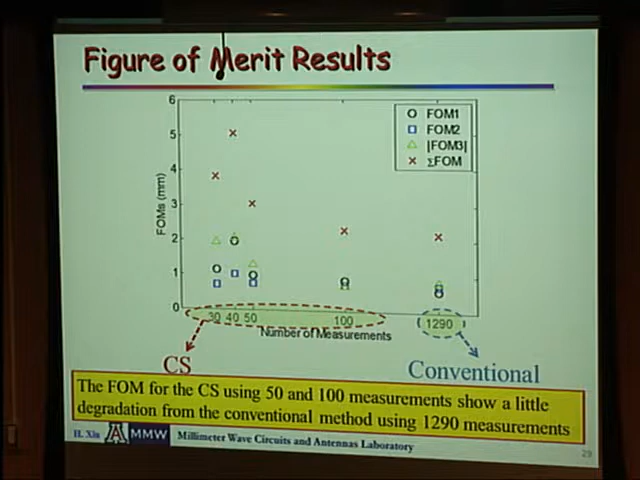 Figure of Merit Results
6
5
4
3
2
1
0
FOMs (mm)
FOM1
FOM2
|FOM3|
ΣFOM
30 40 50 100 1290
Number of Measurements
CS
Conventional
The FOM for the CS using 50 and 100 measurements show a little
degradation from the conventional method using 1290 measurements
H. Xin A MMW Millimeter Wave Circuits and Antennas Laboratory
29